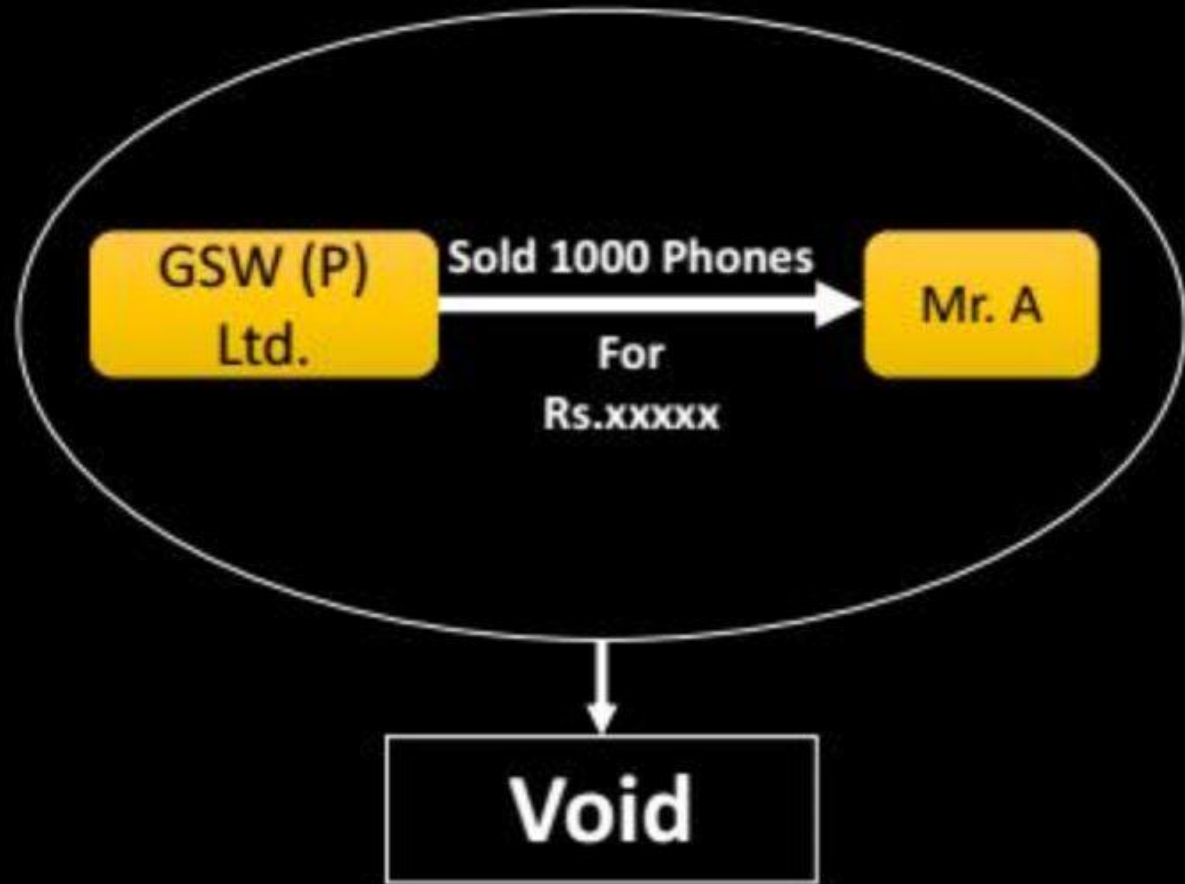 GSW (P)
Ltd.
Sold 1000 Phones
For
Rs.xxxxx
Mr. A
Void